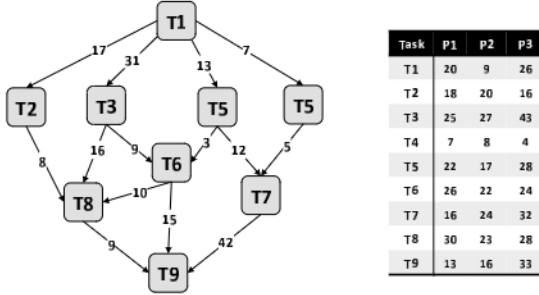 T1
17
31
13
7
T2
T3
T5
T5
8
16
9
3
12
5
T6
T8
10
T7
15
9
42
T9
Task P1 P2 P3
T1 20 9 26
T2 18 20 16
T3 25 27 43
T4 7 8 4
T5 22 17 28
T6 26 22 24
T7 16 24 32
T8 30 23 28
T9 13 16 33